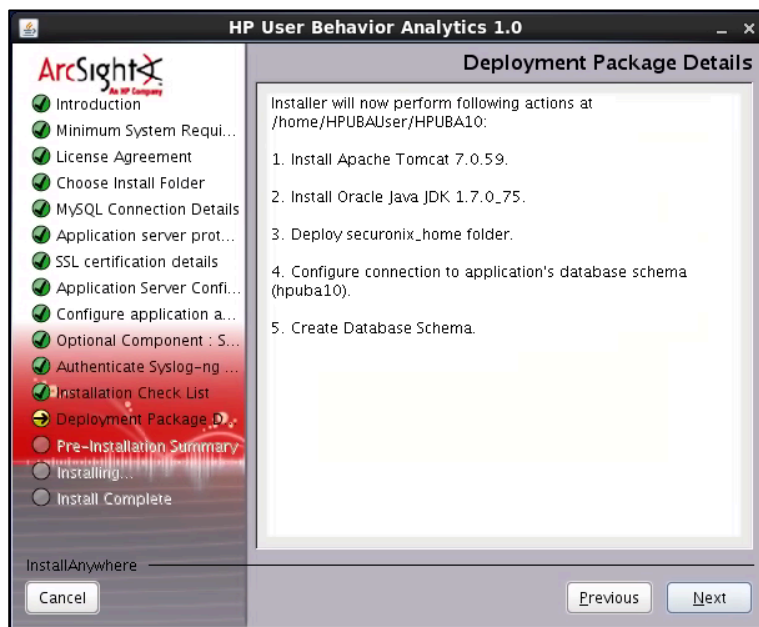 HP User Behavior Analytics 1.0
ArcSight
An HP Company
Introduction
Minimum System Requi...
License Agreement
Choose Install Folder
MySQL Connection Details
Application server prot...
SSL certification details
Application Server Confi...
Configure application a...
Optional Component : S...
Authenticate Syslog-ng ...
Installation Check List
Deployment Package D...
Pre-Installation Summary
Installing...
Install Complete
Deployment Package Details
Installer will now perform following actions at
/home/HPUBAUser/HPUBA10:
1. Install Apache Tomcat 7.0.59.
2. Install Oracle Java JDK 1.7.0_75.
3. Deploy securonix_home folder.
4. Configure connection to application's database schema
(hpuba10).
5. Create Database Schema.
InstallAnywhere
Cancel
Previous
Next